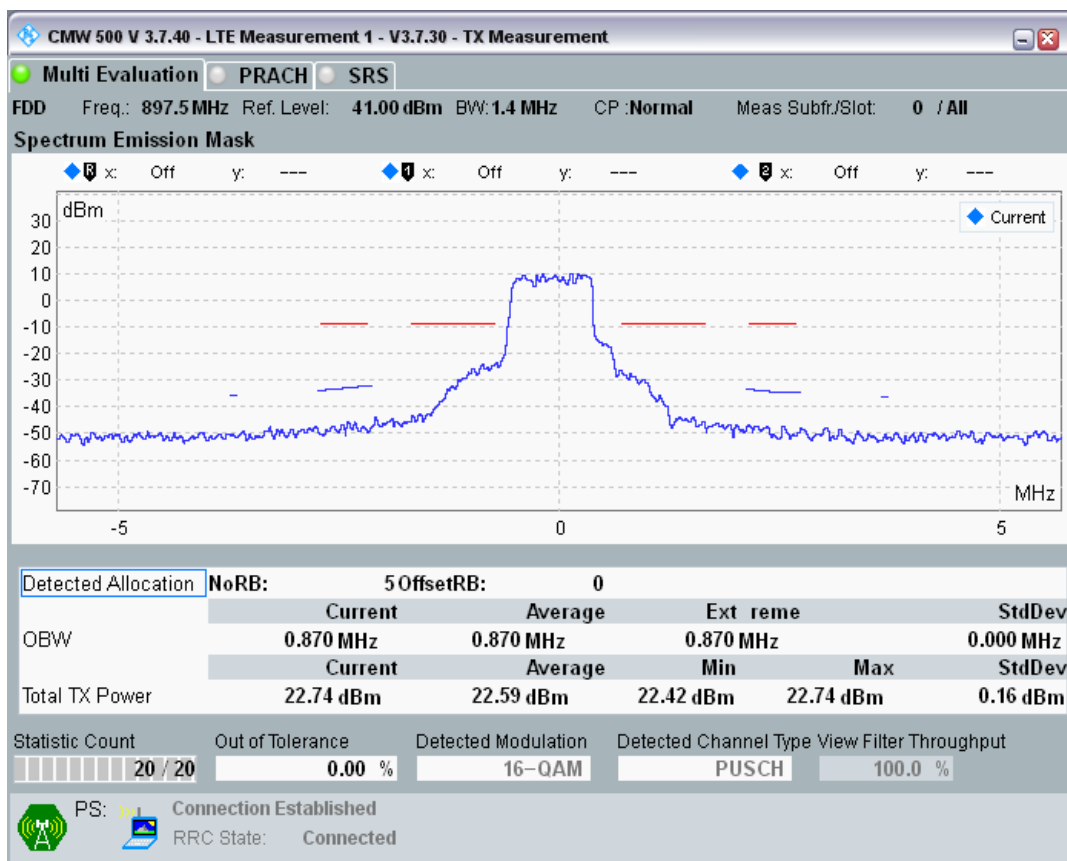 CMW 500 V 3.7.40 - LTE Measurement 1 - V3.7.30 - TX Measurement
Multi Evaluation PRACH SRS
FDD Freq.: 897.5 MHz Ref. Level: 41.00 dBm BW: 1.4 MHz CP :Normal Meas Subfr./Slot: 0 / All
Spectrum Emission Mask
R x: Off y: --- 1 x: Off y: --- 2 x: Off y: ---
dBm
Current
30
20
10
0
-10
-20
-30
-40
-50
-60
-70
MHz
-5 0 5
Detected Allocation NoRB: 5 OffsetRB: 0
Current Average Ext reme StdDev
OBW 0.870 MHz 0.870 MHz 0.870 MHz 0.000 MHz
Current Average Min Max StdDev
Total TX Power 22.74 dBm 22.59 dBm 22.42 dBm 22.74 dBm 0.16 dBm
Statistic Count Out of Tolerance Detected Modulation Detected Channel Type View Filter Throughput
20 / 20 0.00 % 16-QAM PUSCH 100.0 %
PS: Connection Established
RRC State: Connected